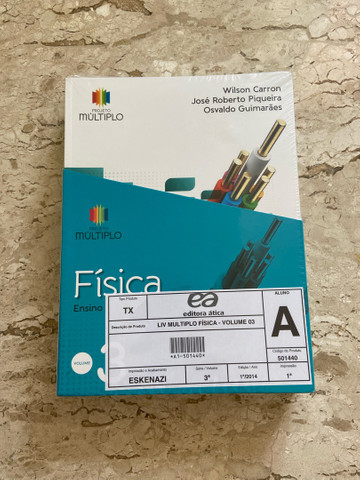 PROJETO
MÚLTIPLO
Wilson Carron
José Roberto Piqueira
Osvaldo Guimarães
PROJETO
MÚLTIPLO
Física
Ensino
VOLUME
3
Tipo Produto
TX
ea
editora ática
ALUNO
A
Descrição do Produto
LIV MULTIPLO FÍSICA - VOLUME 03
*61-501440*
Código do Produto
501440
Impressão e Acabamento
ESKENAZI
Série / Volume
3º
Edição / Ano
1ª/2014
Impressão
1ª